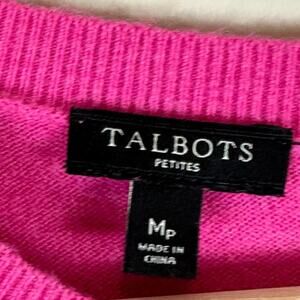 TALBOTS
PETITES
MP
MADE IN
CHINA